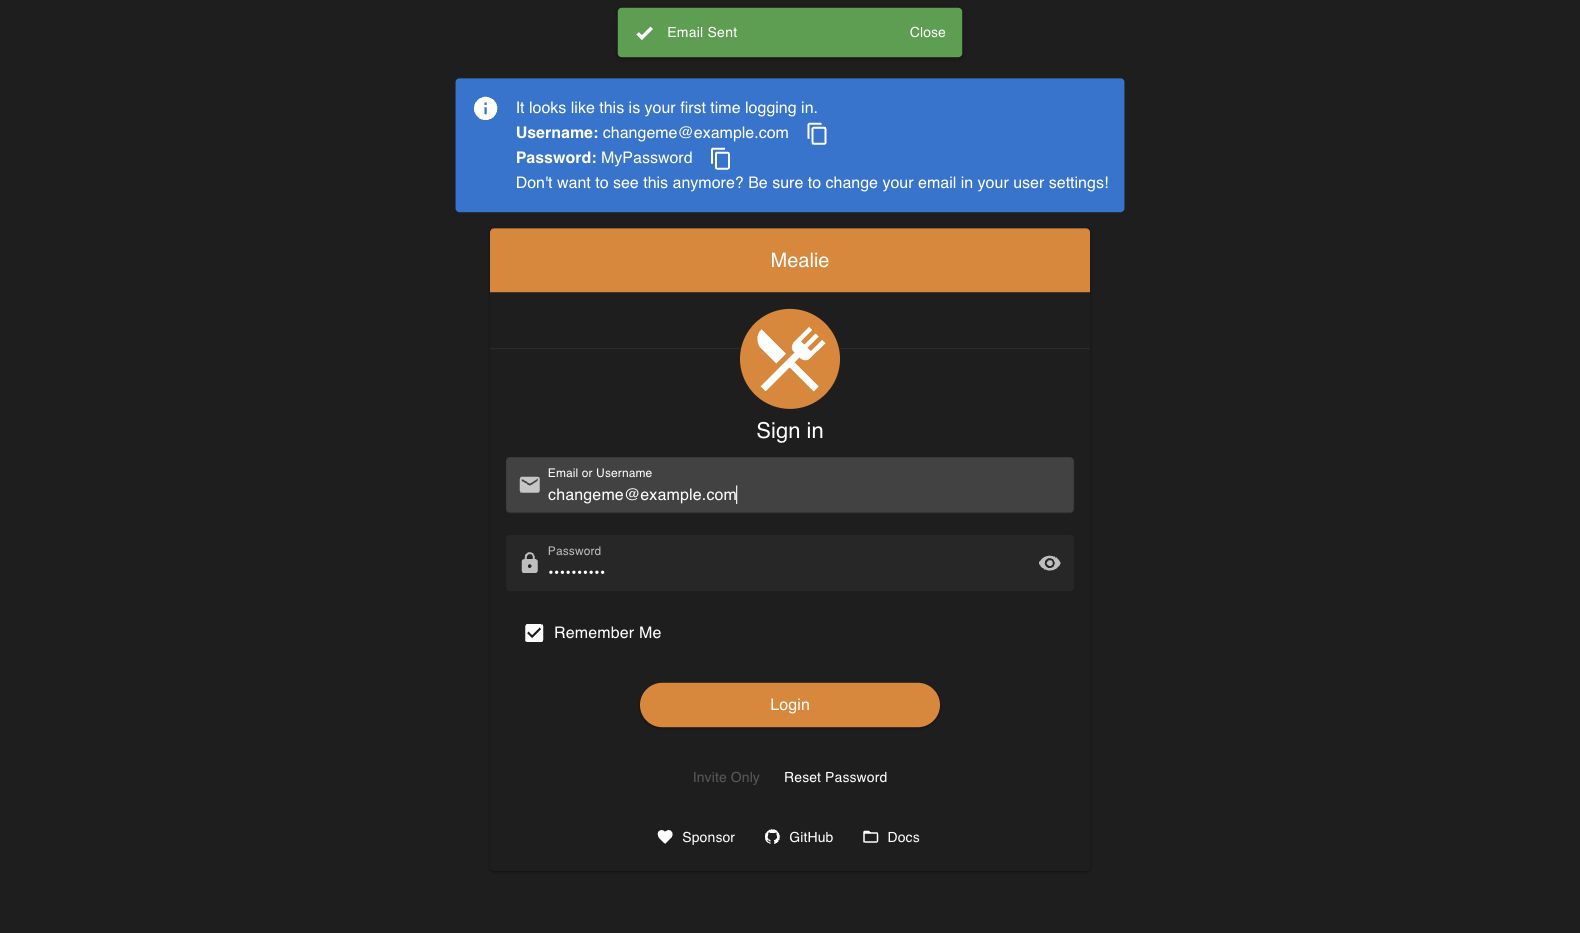 Email Sent Close
It looks like this is your first time logging in.
Username: changeme@example.com
Password: MyPassword
Don't want to see this anymore? Be sure to change your email in your user settings!
Mealie
Sign in
Email or Username
changeme@example.com
Password
••••••••••
Remember Me
Login
Invite Only Reset Password
Sponsor GitHub Docs